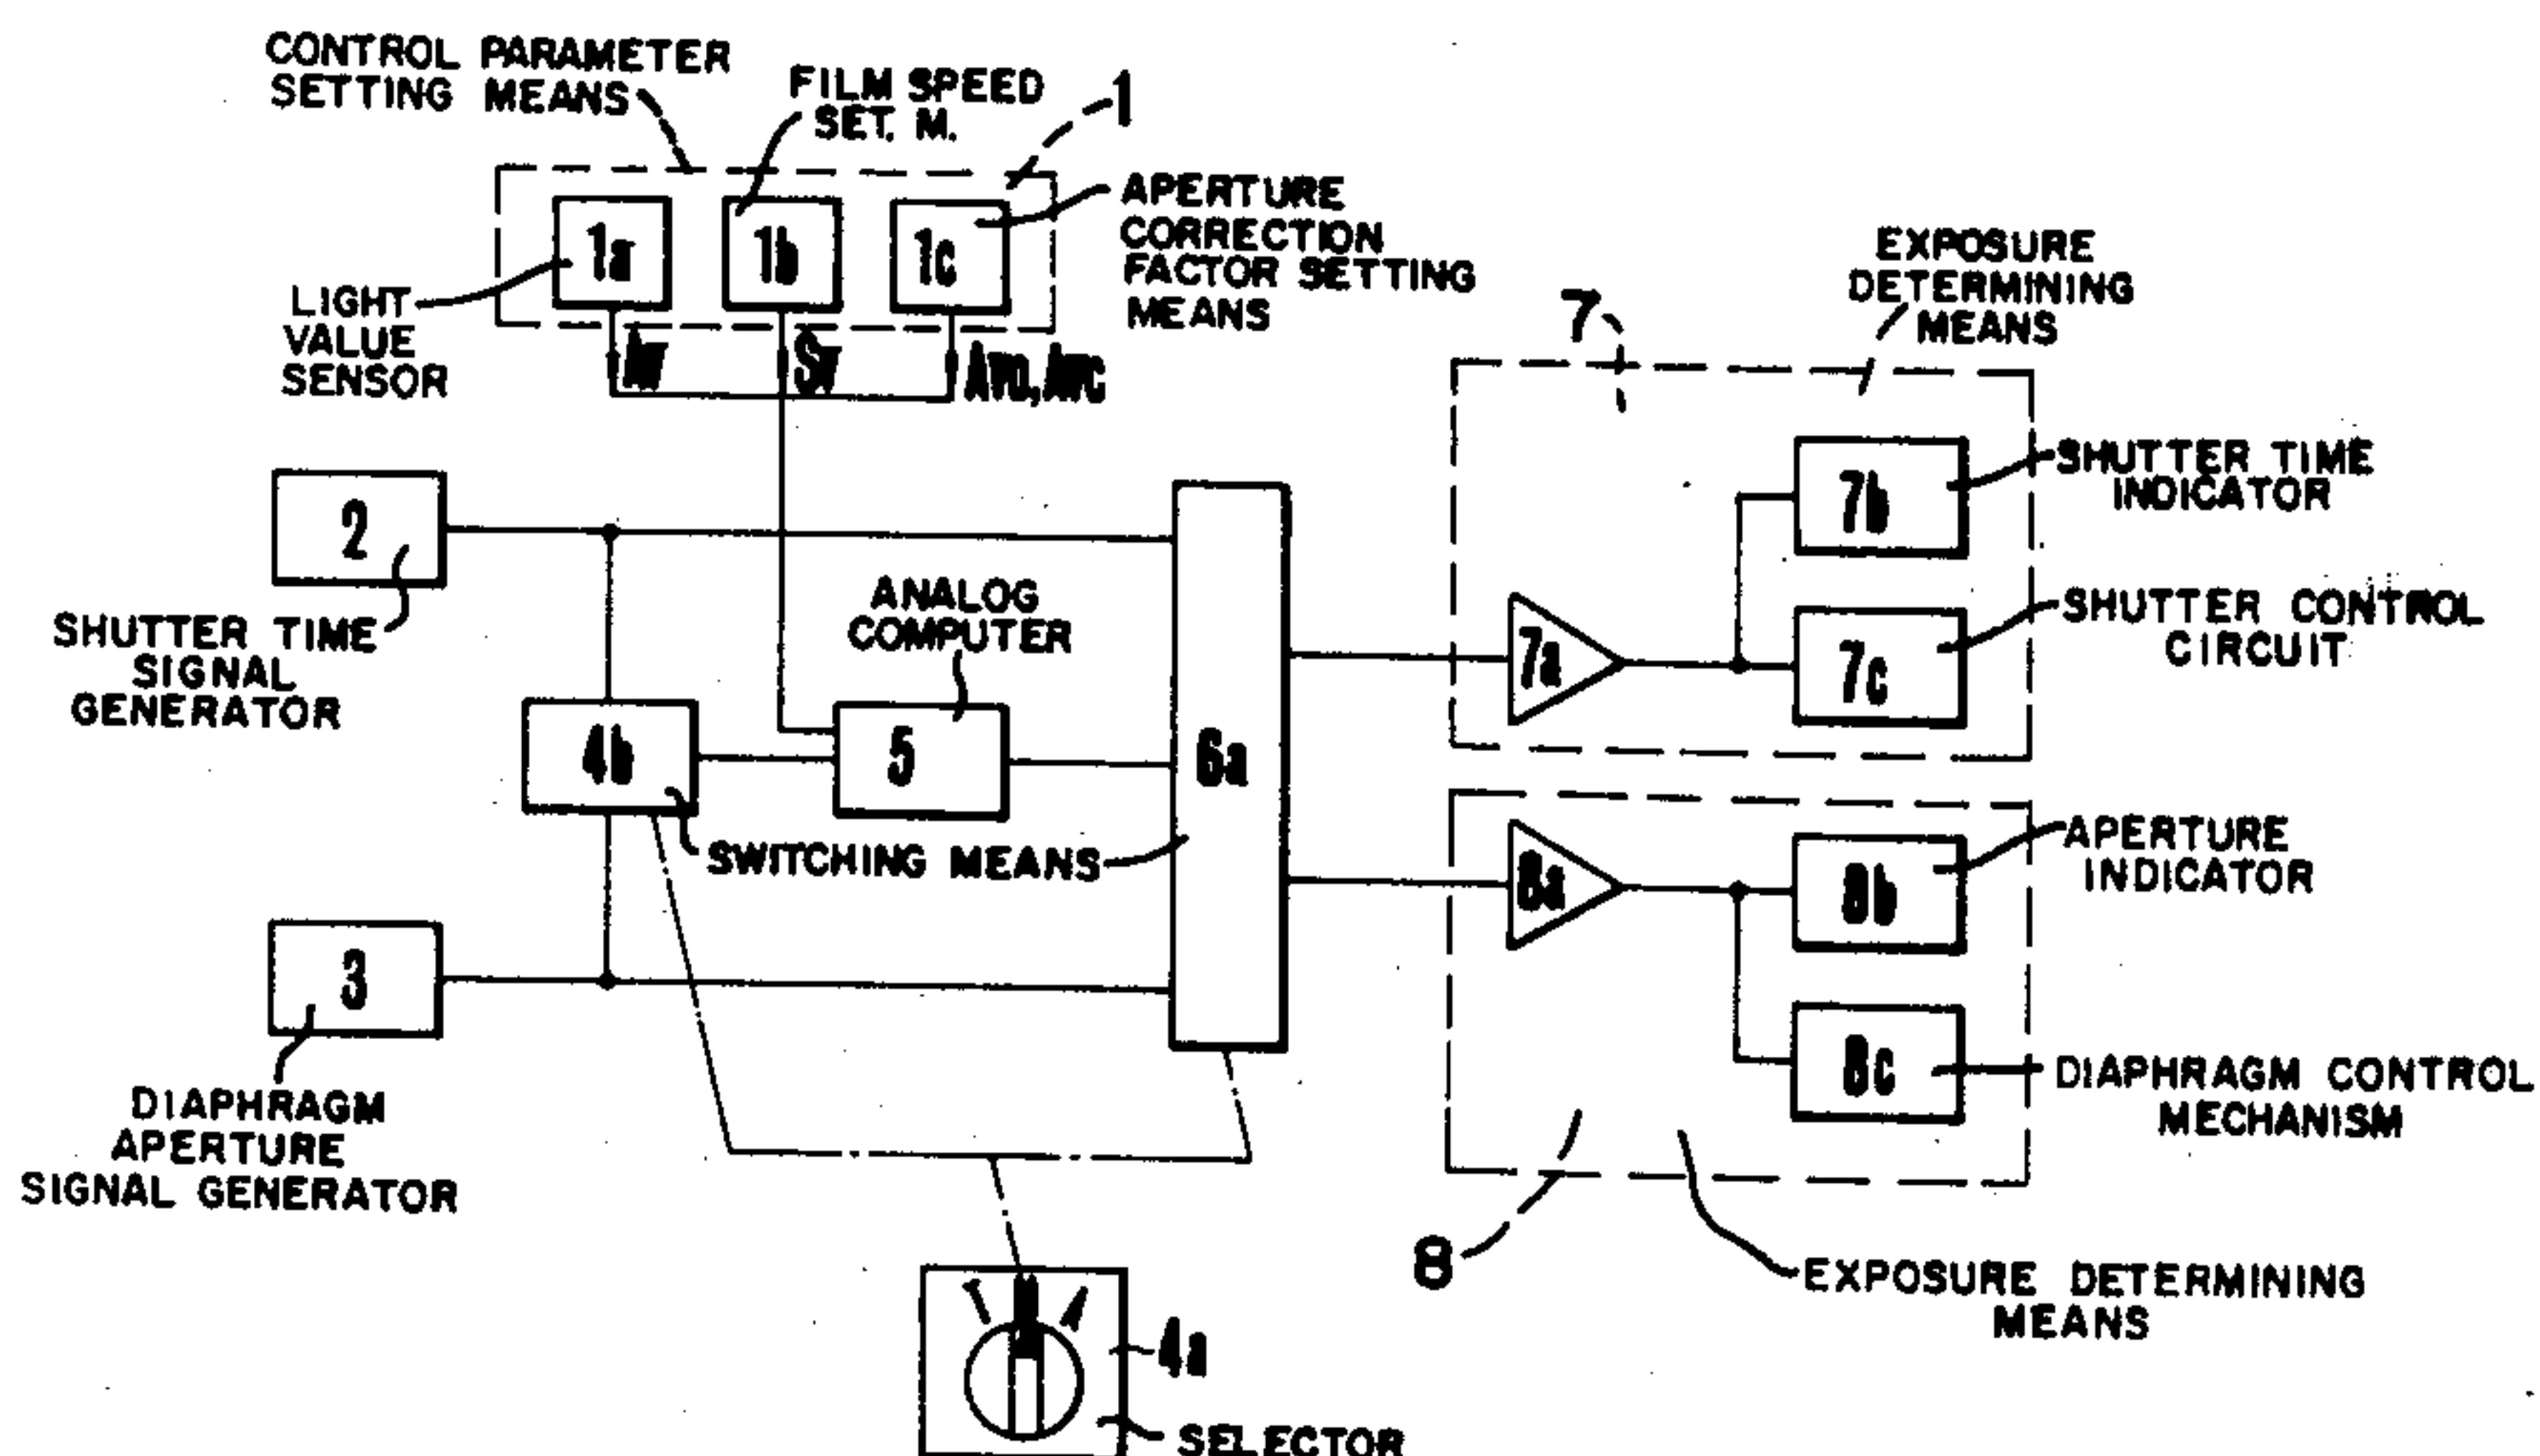 CONTROL PARAMETER
SETTING MEANS
FILM SPEED
SET. M.
1
1a
1b
1c
APERTURE
CORRECTION
FACTOR SETTING
MEANS
LIGHT
VALUE
SENSOR
Sv
Avo, Avc
EXPOSURE
DETERMINING
MEANS
7
2
SHUTTER TIME
SIGNAL
GENERATOR
7b
SHUTTER TIME
INDICATOR
ANALOG
COMPUTER
7a
7c
SHUTTER CONTROL
CIRCUIT
4b
5
6a
SWITCHING MEANS
8a
8b
APERTURE
INDICATOR
3
DIAPHRAGM
APERTURE
SIGNAL GENERATOR
8c
DIAPHRAGM CONTROL
MECHANISM
8
EXPOSURE DETERMINING
MEANS
T
A
4a
SELECTOR